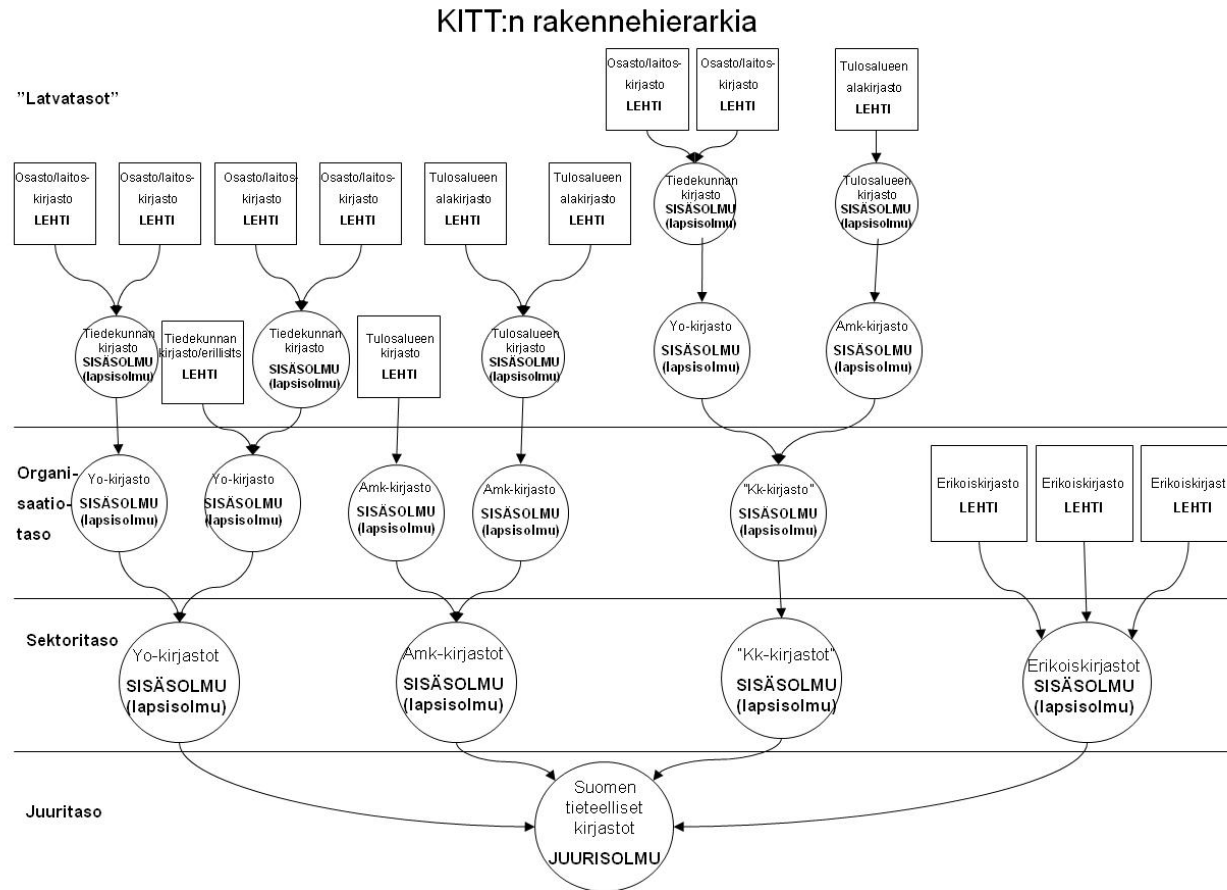 KITT:n rakennehierarkia
"Latvatasot"
Osasto/laitos-
kirjasto
LEHTI
Osasto/laitos-
kirjasto
LEHTI
Tulosalueen
alakirjasto
LEHTI
Osasto/laitos-
kirjasto
LEHTI
Osasto/laitos-
kirjasto
LEHTI
Osasto/laitos-
kirjasto
LEHTI
Osasto/laitos-
kirjasto
LEHTI
Tulosalueen
alakirjasto
LEHTI
Tulosalueen
alakirjasto
LEHTI
Tiedekunnan
kirjasto
SISÄSOLMU
(lapsisolmu)
Tulosalueen
kirjasto
SISÄSOLMU
(lapsisolmu)
Tiedekunnan
kirjasto
SISÄSOLMU
(lapsisolmu)
Tiedekunnan
kirjasto/erillslts
LEHTI
Tiedekunnan
kirjasto
SISÄSOLMU
(lapsisolmu)
Tulosalueen
kirjasto
LEHTI
Tulosalueen
kirjasto
SISÄSOLMU
(lapsisolmu)
Yo-kirjasto
SISÄSOLMU
(lapsisolmu)
Amk-kirjasto
SISÄSOLMU
(lapsisolmu)
Organi-
saatio-
taso
Yo-kirjasto
SISÄSOLMU
(lapsisolmu)
Yo-kirjasto
SISÄSOLMU
(lapsisolmu)
Amk-kirjasto
SISÄSOLMU
(lapsisolmu)
Amk-kirjasto
SISÄSOLMU
(lapsisolmu)
"Kk-kirjasto"
SISÄSOLMU
(lapsisolmu)
Erikoiskirjasto
LEHTI
Erikoiskirjasto
LEHTI
Erikoiskirjast
LEHTI
Sektoritaso
Yo-kirjastot
SISÄSOLMU
(lapsisolmu)
Amk-kirjastot
SISÄSOLMU
(lapsisolmu)
"Kk-kirjastot"
SISÄSOLMU
(lapsisolmu)
Erikoiskirjastot
SISÄSOLMU
(lapsisolmu)
Juuritaso
Suomen
tieteelliset
kirjastot
JUURISOLMU